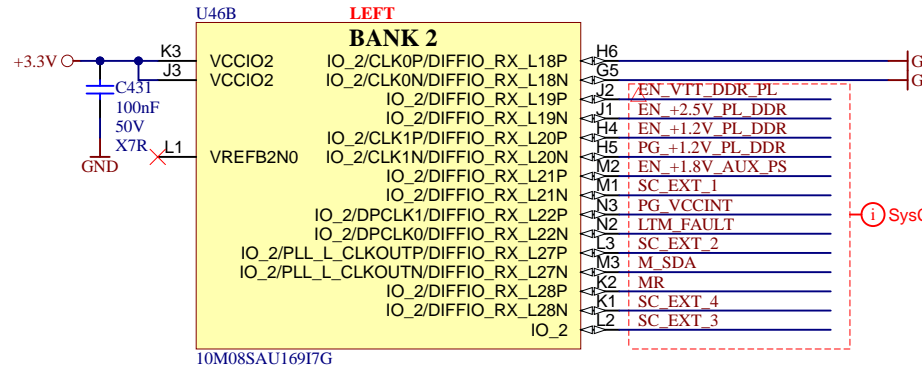 U46B
LEFT
BANK 2
+3.3V
K3 VCCIO2 IO_2/CLK0P/DIFFIO_RX_L18P H6 G
J3 VCCIO2 IO_2/CLK0N/DIFFIO_RX_L18N G5 G
IO_2/DIFFIO_RX_L19P J2 EN_VTT_DDR_PL
C431
100nF
50V
X7R
GND
IO_2/DIFFIO_RX_L19N J1 EN_+2.5V_PL_DDR
IO_2/CLK1P/DIFFIO_RX_L20P H4 EN_+1.2V_PL_DDR
L1 VREFB2N0 IO_2/CLK1N/DIFFIO_RX_L20N H5 PG_+1.2V_PL_DDR
IO_2/DIFFIO_RX_L21P M2 EN_+1.8V_AUX_PS
IO_2/DIFFIO_RX_L21N M1 SC_EXT_1
IO_2/DPCLK1/DIFFIO_RX_L22P N3 PG_VCCINT
IO_2/DPCLK0/DIFFIO_RX_L22N N2 LTM_FAULT
IO_2/PLL_L_CLKOUTP/DIFFIO_RX_L27P L3 SC_EXT_2
IO_2/PLL_L_CLKOUTN/DIFFIO_RX_L27N M3 M_SDA
IO_2/DIFFIO_RX_L28P K2 MR
IO_2/DIFFIO_RX_L28N K1 SC_EXT_4
IO_2 L2 SC_EXT_3
i
10M08SAU169I7G